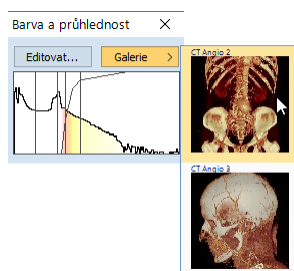 Barva a průhlednost
Editovat...
Galerie
CT Angio 2
CT Angio 3